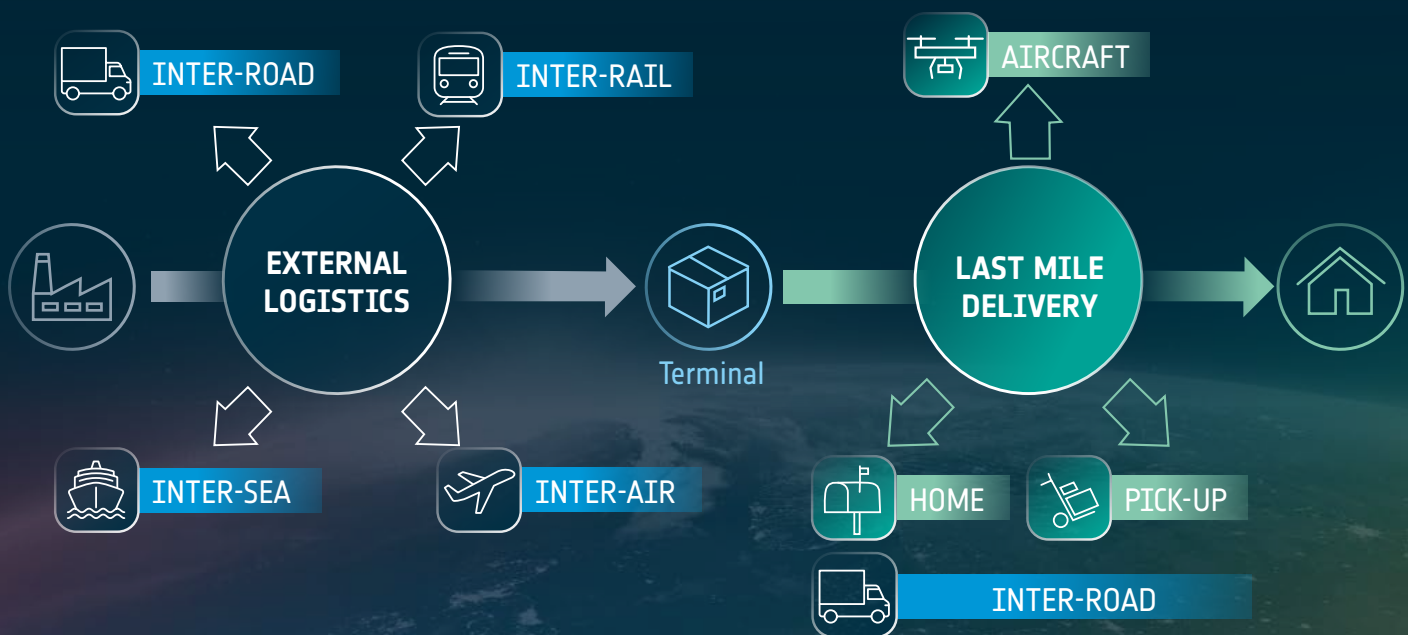 INTER-ROAD
INTER-RAIL
AIRCRAFT
EXTERNAL
LOGISTICS
LAST MILE
DELIVERY
Terminal
INTER-SEA
INTER-AIR
HOME
PICK-UP
INTER-ROAD